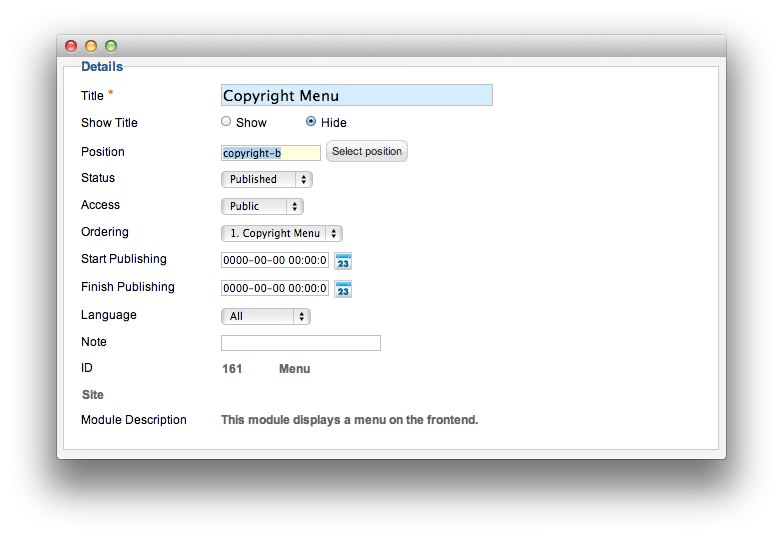 Details
Title * Copyright Menu
Show Title Show Hide
Position copyright-b Select position
Status Published
Access Public
Ordering 1. Copyright Menu
Start Publishing 0000-00-00 00:00:0 23
Finish Publishing 0000-00-00 00:00:0 23
Language All
Note
ID 161 Menu
Site
Module Description This module displays a menu on the frontend.